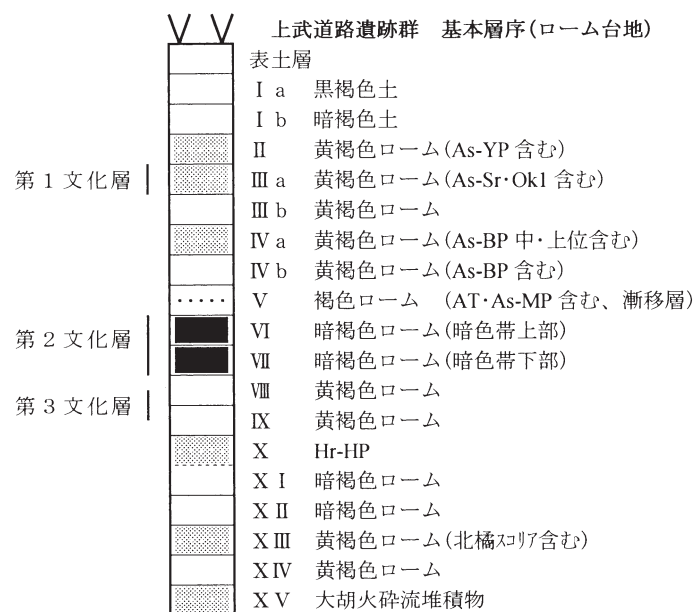 上武道路遺跡群　基本層序(ローム台地)
表土層
Ⅰa　黒褐色土
Ⅰb　暗褐色土
Ⅱ　黄褐色ローム(As-YP 含む)
第1文化層　Ⅲa　黄褐色ローム(As-Sr・Ok1 含む)
Ⅲb　黄褐色ローム
Ⅳa　黄褐色ローム(As-BP 中・上位含む)
Ⅳb　黄褐色ローム(As-BP 含む)
Ⅴ　褐色ローム　(AT・As-MP 含む、漸移層)
第2文化層　Ⅵ　暗褐色ローム(暗色帯上部)
Ⅶ　暗褐色ローム(暗色帯下部)
第3文化層　Ⅷ　黄褐色ローム
Ⅸ　黄褐色ローム
Ⅹ　Hr-HP
ⅩⅠ　暗褐色ローム
ⅩⅡ　暗褐色ローム
ⅩⅢ　黄褐色ローム(北橘スコリア含む)
ⅩⅣ　黄褐色ローム
ⅩⅤ　大胡火砕流堆積物